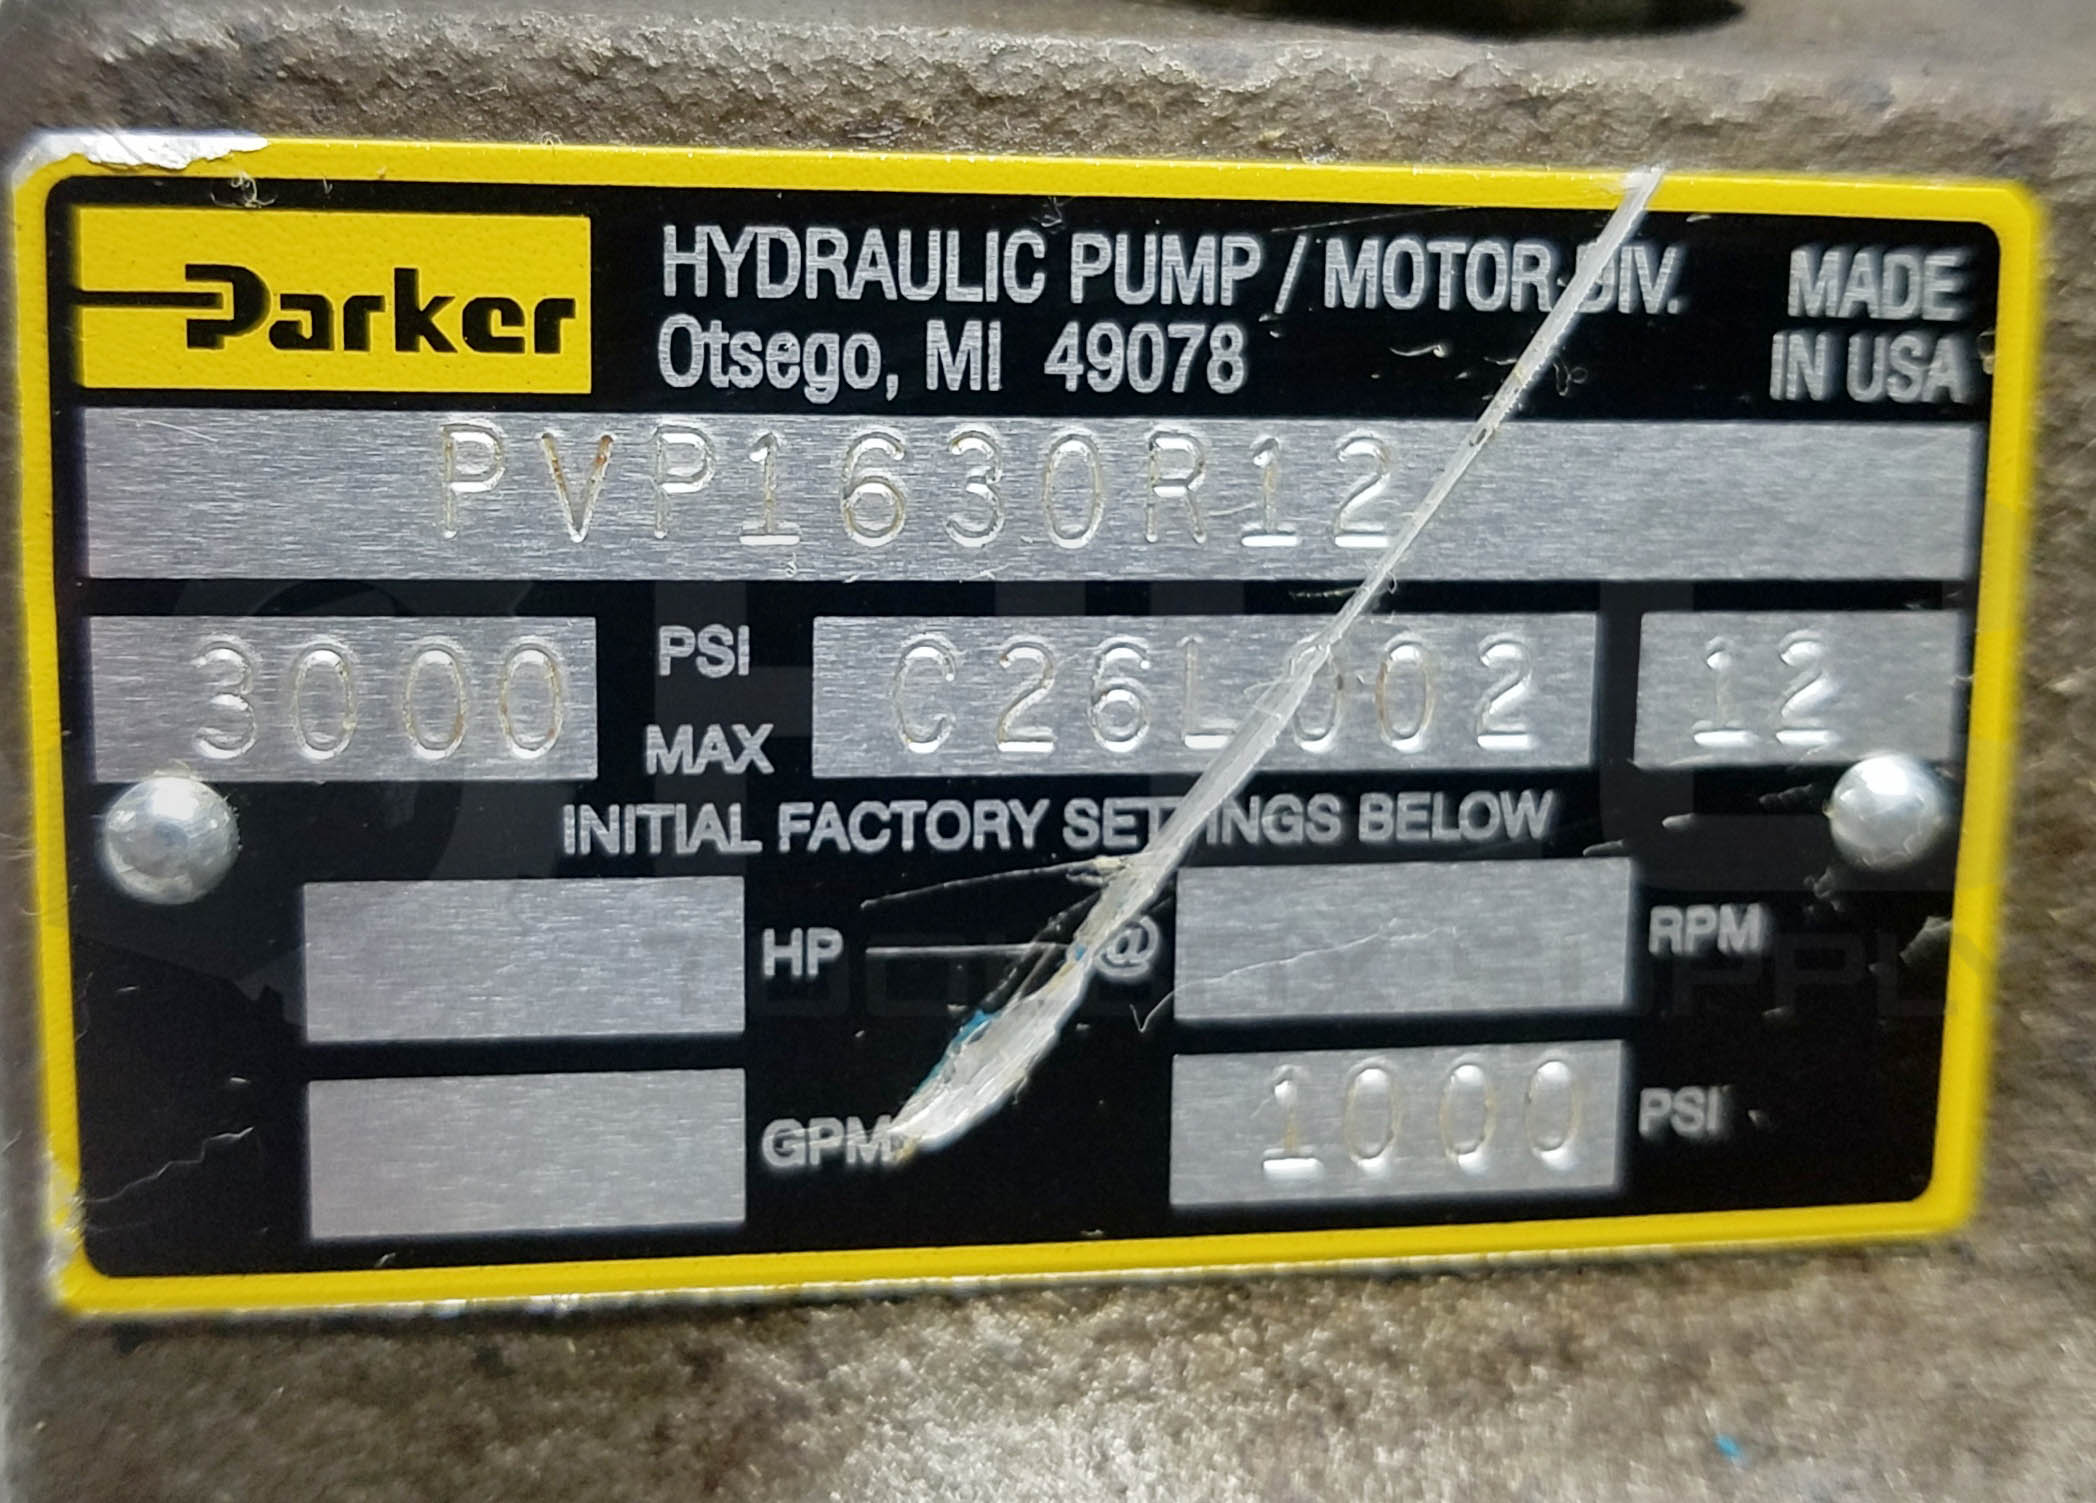 Parker
HYDRAULIC PUMP / MOTOR DIV.
Otsego, MI 49078
MADE
IN USA
PVP1630R12
3000
PSI
MAX
C26L002
12
INITIAL FACTORY SETTINGS BELOW
HP
@
RPM
GPM
1000
PSI